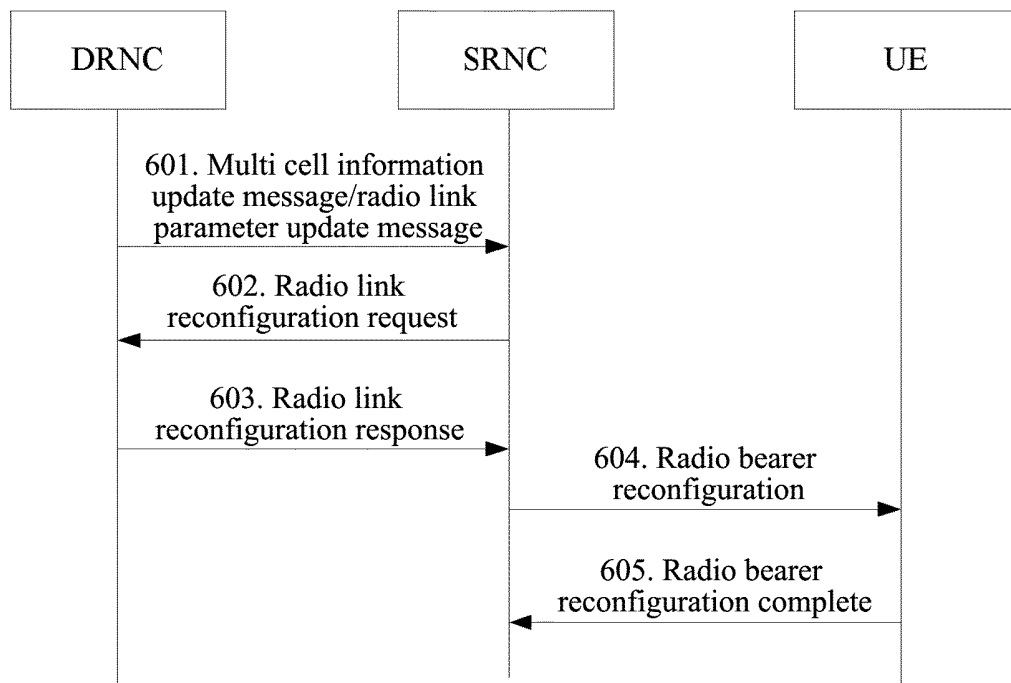 DRNC
SRNC
UE
601. Multi cell information
update message/radio link
parameter update message
602. Radio link
reconfiguration request
603. Radio link
reconfiguration response
604. Radio bearer
reconfiguration
605. Radio bearer
reconfiguration complete